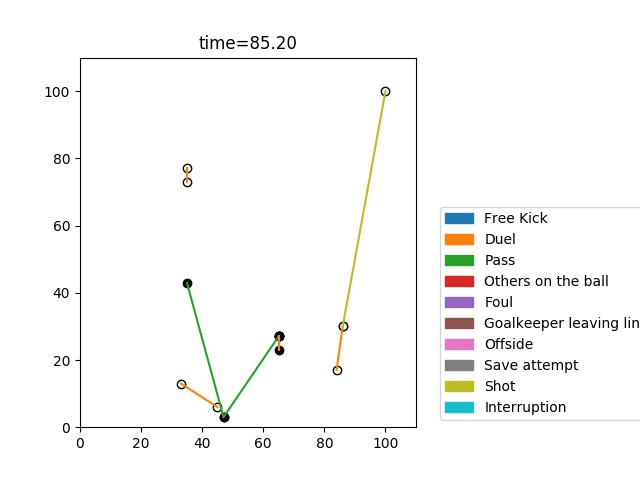 time=85.20
100
80
60
40
20
0
0 20 40 60 80 100
Free Kick
Duel
Pass
Others on the ball
Foul
Goalkeeper leaving lin
Offside
Save attempt
Shot
Interruption